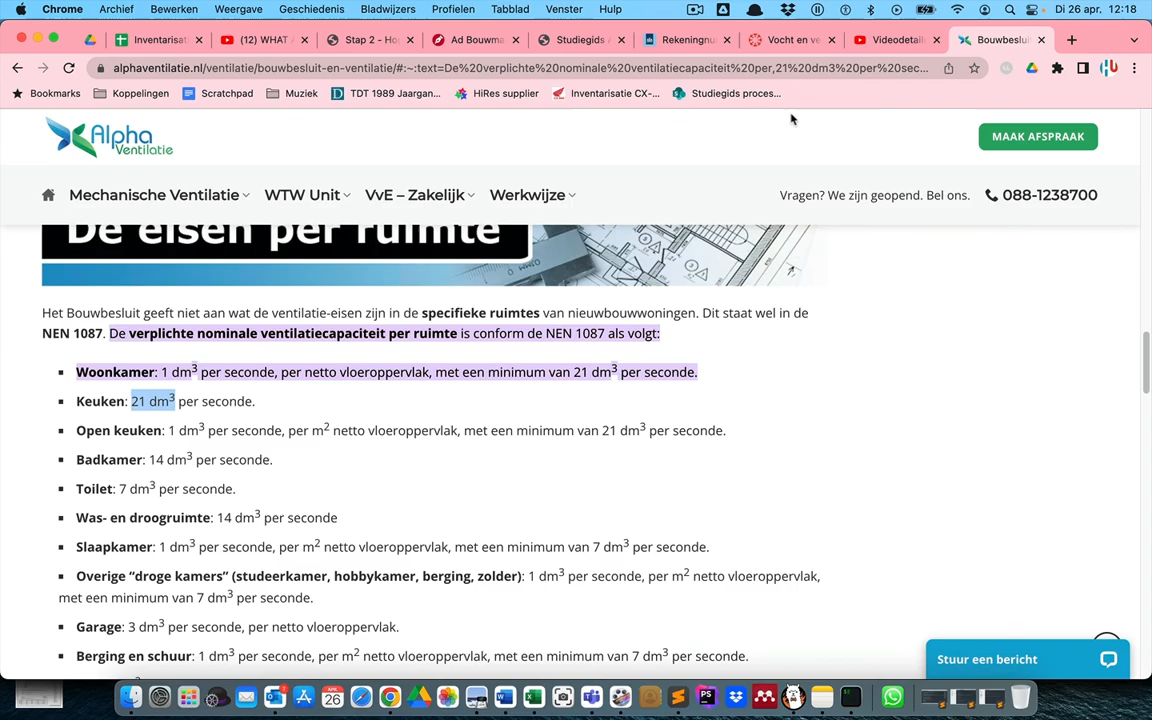 Chrome Archief Bewerken Weergave Geschiedenis Bladwijzers Profielen Tabblad Venster Help Di 26 apr. 12:18
Inventarisat (12) WHAT Stap 2 - Ho Ad Bouwma Studiegids Rekeningnu Vocht en ve Videodetail Bouwbeslui
alphaventilatie.nl/ventilatie/bouwbesluit-en-ventilatie/#:~:text=De%20verplichte%20nominale%20ventilatiecapaciteit%20per,21%20dm3%20per%20sec...
Bookmarks Koppelingen Scratchpad Muziek TDT 1989 Jaargan... HiRes supplier Inventarisatie CX-... Studiegids proces...
Alpha
Ventilatie
MAAK AFSPRAAK
Mechanische Ventilatie WTW Unit VvE – Zakelijk Werkwijze Vragen? We zijn geopend. Bel ons. 088-1238700
De eisen per ruimte
Het Bouwbesluit geeft niet aan wat de ventilatie-eisen zijn in de specifieke ruimtes van nieuwbouwwoningen. Dit staat wel in de
NEN 1087. De verplichte nominale ventilatiecapaciteit per ruimte is conform de NEN 1087 als volgt:
▪ Woonkamer: 1 dm³ per seconde, per netto vloeroppervlak, met een minimum van 21 dm³ per seconde.
▪ Keuken: 21 dm³ per seconde.
▪ Open keuken: 1 dm³ per seconde, per m² netto vloeroppervlak, met een minimum van 21 dm³ per seconde.
▪ Badkamer: 14 dm³ per seconde.
▪ Toilet: 7 dm³ per seconde.
▪ Was- en droogruimte: 14 dm³ per seconde
▪ Slaapkamer: 1 dm³ per seconde, per m² netto vloeroppervlak, met een minimum van 7 dm³ per seconde.
▪ Overige “droge kamers” (studeerkamer, hobbykamer, berging, zolder): 1 dm³ per seconde, per m² netto vloeroppervlak,
met een minimum van 7 dm³ per seconde.
▪ Garage: 3 dm³ per seconde, per netto vloeroppervlak.
▪ Berging en schuur: 1 dm³ per seconde, per m² netto vloeroppervlak, met een minimum van 7 dm³ per seconde.
Stuur een bericht